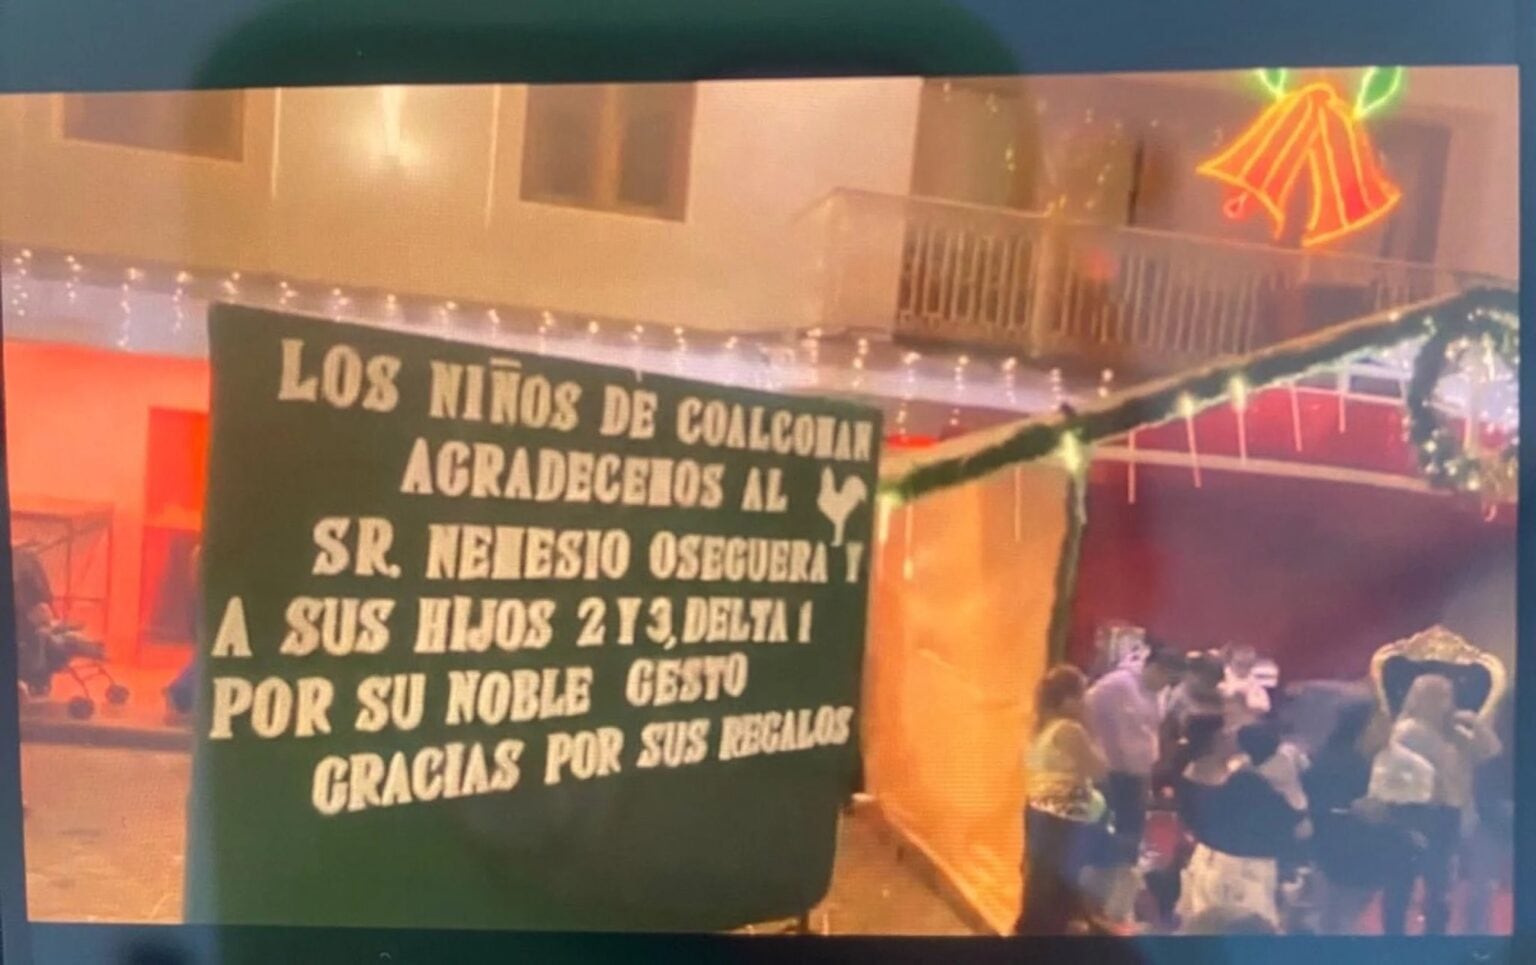 LOS NIÑOS DE COALCOMAN
AGRADECEMOS AL
SR. NEMESIO OSEGUERA Y
A SUS HIJOS 2 Y 3, DELTA 1
POR SU NOBLE GESTO
GRACIAS POR SUS REGALOS